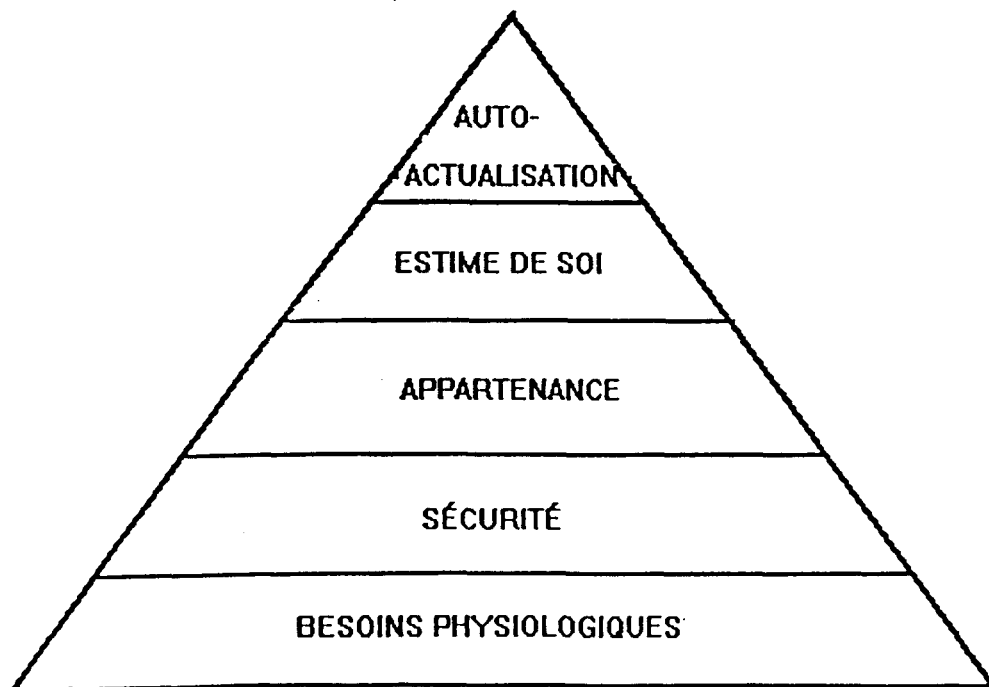 AUTO-
ACTUALISATION
ESTIME DE SOI
APPARTENANCE
SÉCURITÉ
BESOINS PHYSIOLOGIQUES